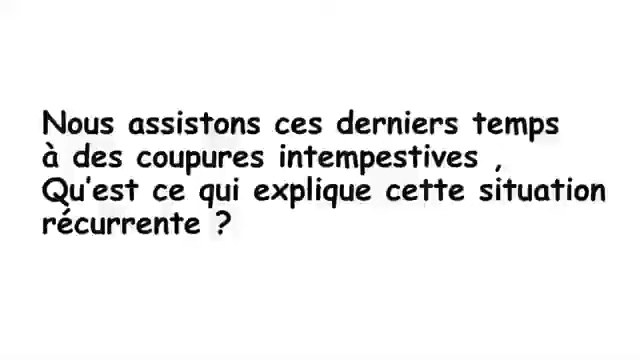 Nous assistons ces derniers temps
à des coupures intempestives ,
Qu'est ce qui explique cette situation
récurrente ?